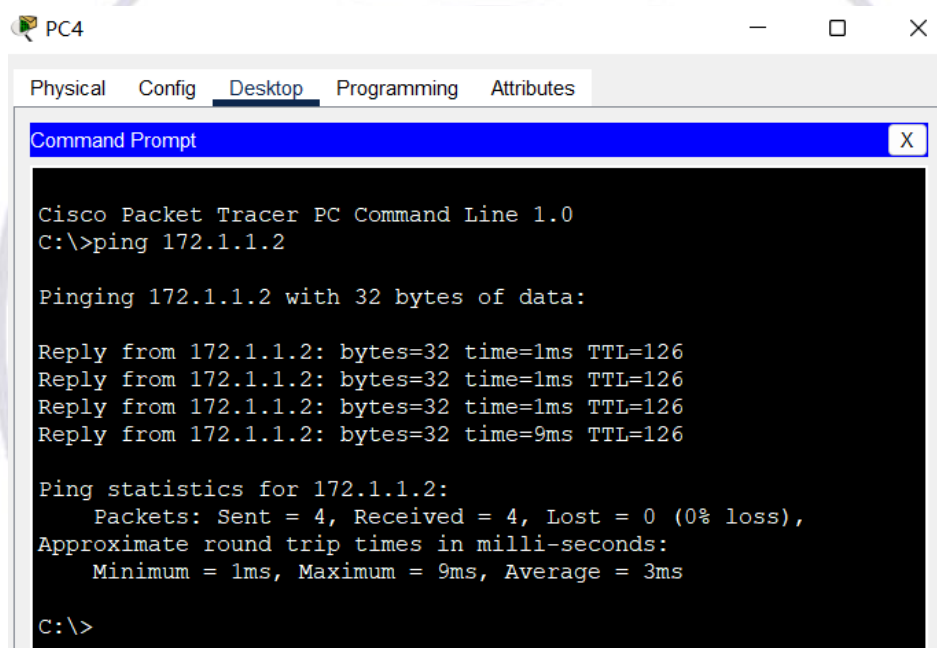 PC4
Physical Config Desktop Programming Attributes
Command Prompt X
Cisco Packet Tracer PC Command Line 1.0
C:\>ping 172.1.1.2
Pinging 172.1.1.2 with 32 bytes of data:
Reply from 172.1.1.2: bytes=32 time=1ms TTL=126
Reply from 172.1.1.2: bytes=32 time=1ms TTL=126
Reply from 172.1.1.2: bytes=32 time=1ms TTL=126
Reply from 172.1.1.2: bytes=32 time=9ms TTL=126
Ping statistics for 172.1.1.2:
    Packets: Sent = 4, Received = 4, Lost = 0 (0% loss),
Approximate round trip times in milli-seconds:
    Minimum = 1ms, Maximum = 9ms, Average = 3ms
C:\>